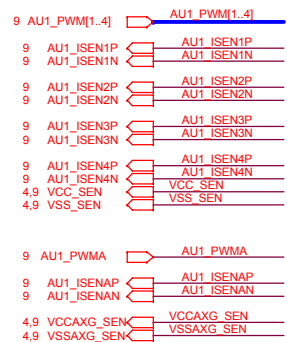 9 AU1_PWM[1..4] AU1_PWM[1..4]
9 AU1_ISEN1P AU1_ISEN1P
9 AU1_ISEN1N AU1_ISEN1N
9 AU1_ISEN2P AU1_ISEN2P
9 AU1_ISEN2N AU1_ISEN2N
9 AU1_ISEN3P AU1_ISEN3P
9 AU1_ISEN3N AU1_ISEN3N
9 AU1_ISEN4P AU1_ISEN4P
9 AU1_ISEN4N AU1_ISEN4N
4,9 VCC_SEN VCC_SEN
4,9 VSS_SEN VSS_SEN
9 AU1_PWMA AU1_PWMA
9 AU1_ISENAP AU1_ISENAP
9 AU1_ISENAN AU1_ISENAN
4,9 VCCAXG_SEN VCCAXG_SEN
4,9 VSSAXG_SEN VSSAXG_SEN